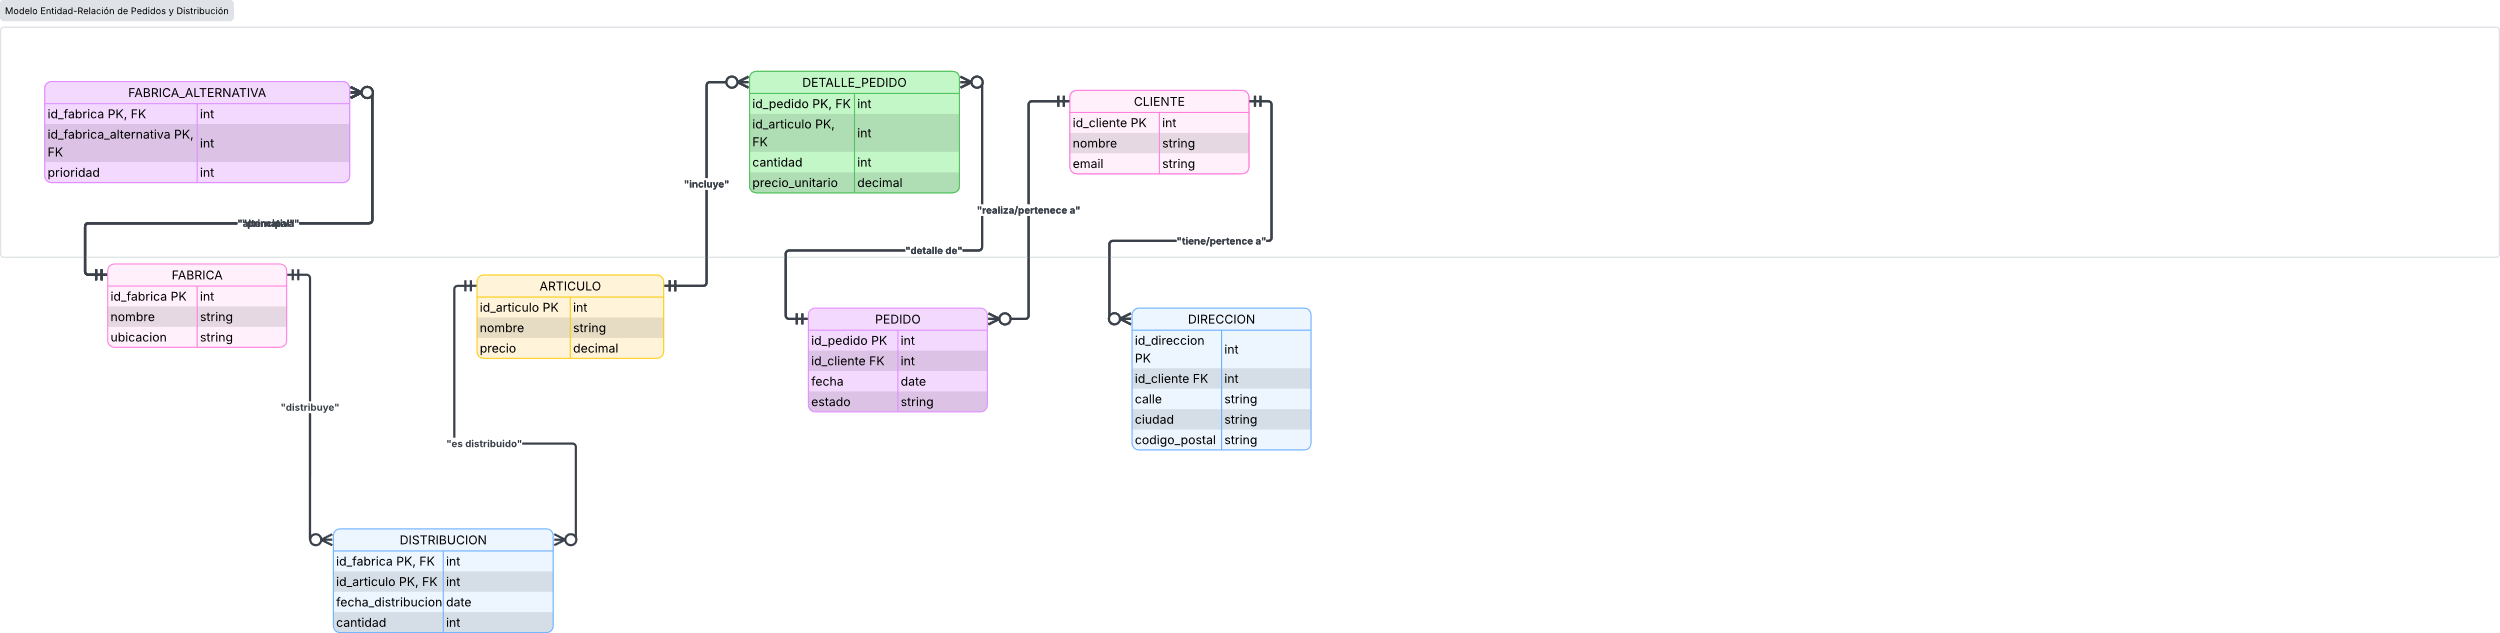 Modelo Entidad-Relación de Pedidos y Distribución
FABRICA_ALTERNATIVA
id_fabrica PK, FK int
id_fabrica_alternativa PK,
FK
int
prioridad int
DETALLE_PEDIDO
id_pedido PK, FK int
id_articulo PK,
FK
int
cantidad int
precio_unitario decimal
CLIENTE
id_cliente PK int
nombre string
email string
"incluye"
"realiza/pertenece a"
"detalle de"
"tiene/pertence a"
FABRICA
id_fabrica PK int
nombre string
ubicacion string
ARTICULO
id_articulo PK int
nombre string
precio decimal
PEDIDO
id_pedido PK int
id_cliente FK int
fecha date
estado string
DIRECCION
id_direccion
PK
int
id_cliente FK int
calle string
ciudad string
codigo_postal string
"distribuye"
"es distribuido"
DISTRIBUCION
id_fabrica PK, FK int
id_articulo PK, FK int
fecha_distribucion date
cantidad int